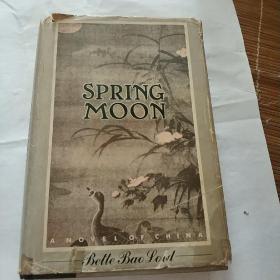 SPRING
MOON
A NOVEL OF CHINA
Bette Bao Lord